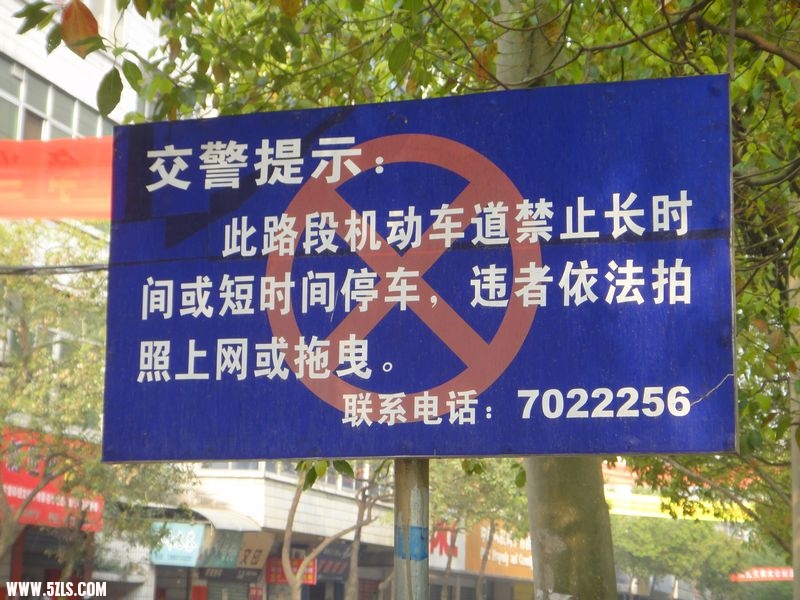 交警提示：
此路段机动车道禁止长时
间或短时间停车，违者依法拍
照上网或拖曳。
联系电话：7022256
WWW.5ZLS.COM